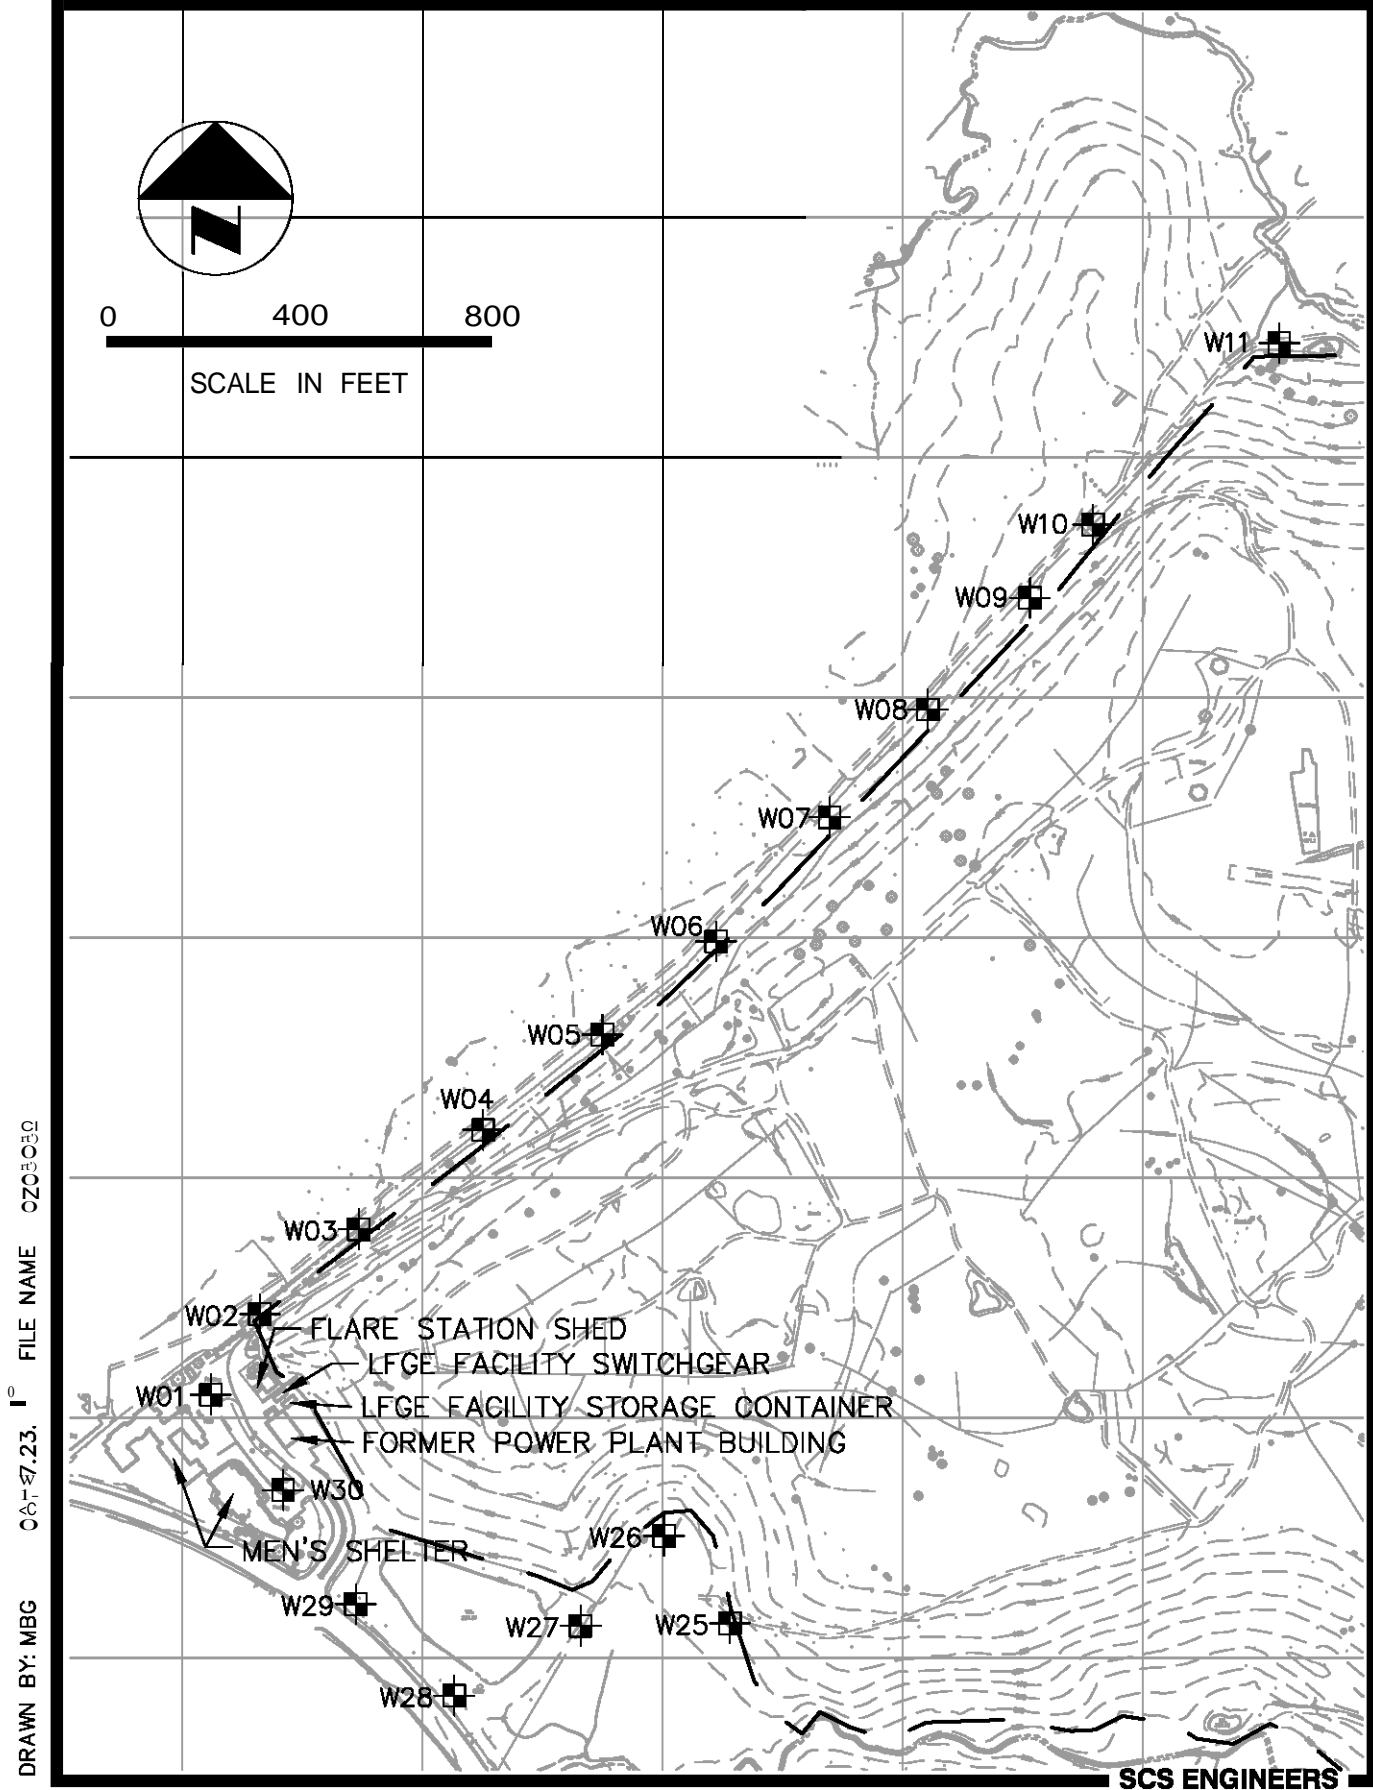 N
0 400 800
SCALE IN FEET
W11
W10
W09
W08
W07
W06
W05
W04
W03
W02
FLARE STATION SHED
LFGE FACILITY SWITCHGEAR
W01
LFGE FACILITY STORAGE CONTAINER
FORMER POWER PLANT BUILDING
W30
W26
MEN'S SHELTER
W29
W27
W25
W28
SCS ENGINEERS
DRAWN BY: MBG
FILE NAME